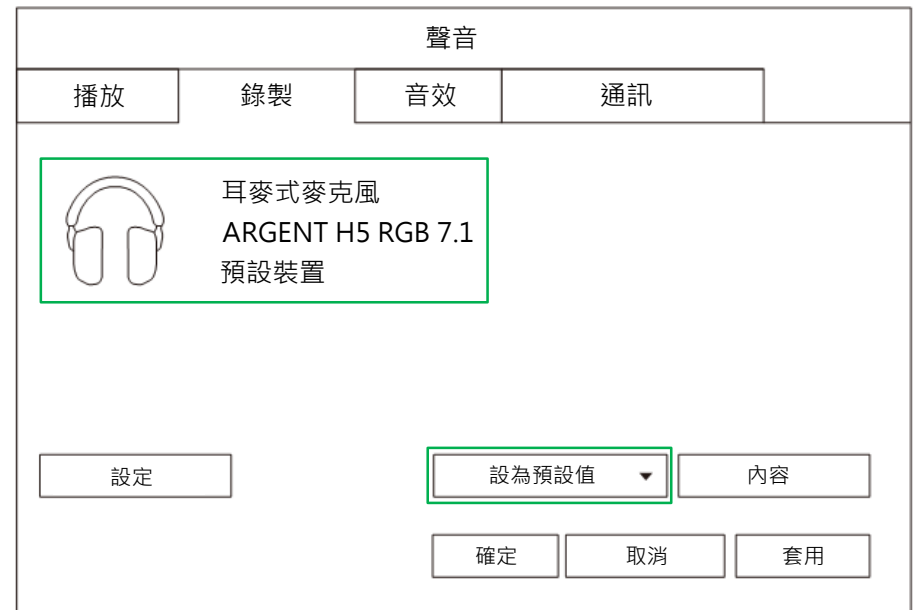 聲音
播放
錄製
音效
通訊
耳麥式麥克風
ARGENT H5 RGB 7.1
預設裝置
設定
設為預設值
內容
確定
取消
套用